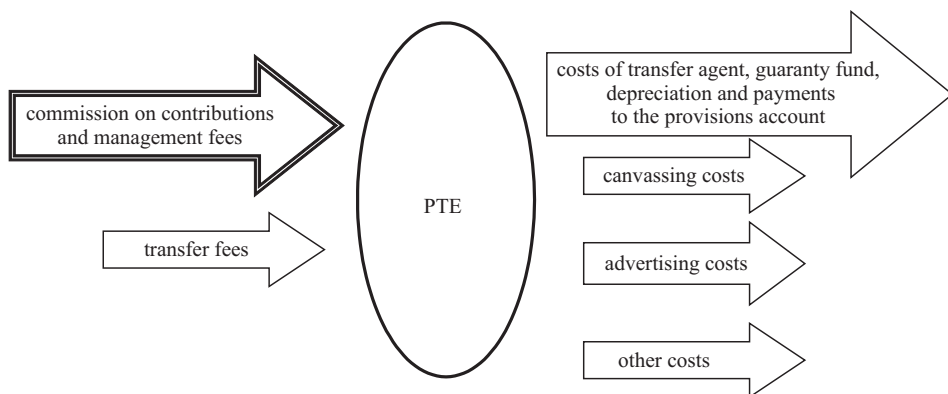 commission on contributions
and management fees
transfer fees
PTE
costs of transfer agent, guaranty fund,
depreciation and payments
to the provisions account
canvassing costs
advertising costs
other costs